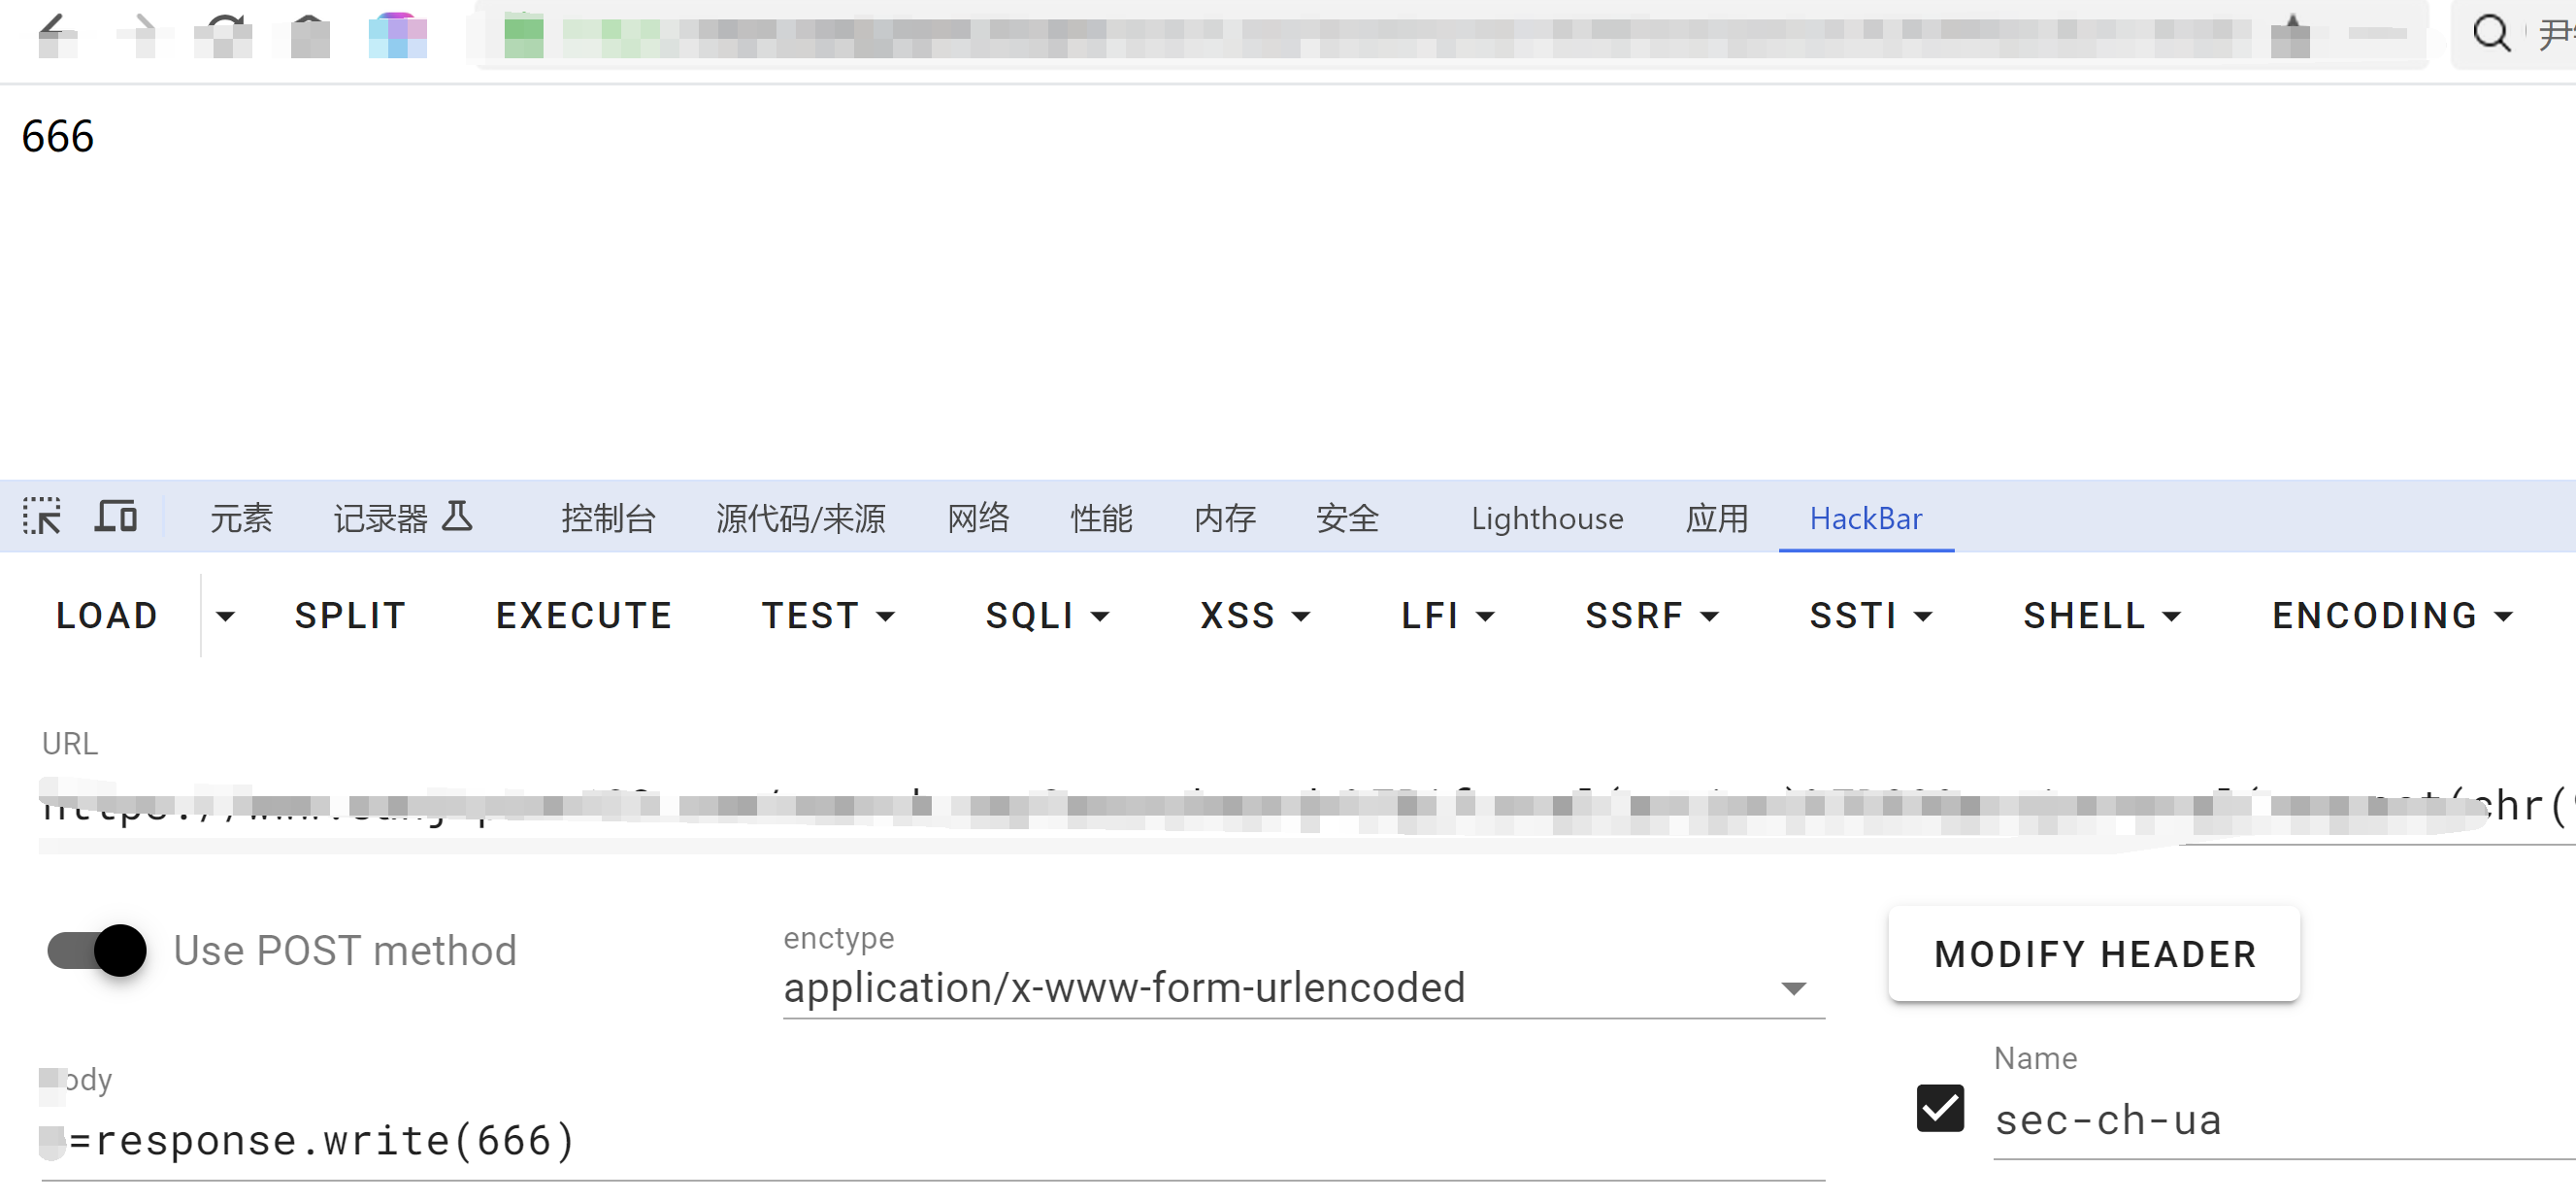 666
元素 记录器 控制台 源代码/来源 网络 性能 内存 安全 Lighthouse 应用 HackBar
LOAD SPLIT EXECUTE TEST SQLI XSS LFI SSRF SSTI SHELL ENCODING
URL
chr(
Use POST method
enctype
application/x-www-form-urlencoded
MODIFY HEADER
ody
=response.write(666)
Name
sec-ch-ua